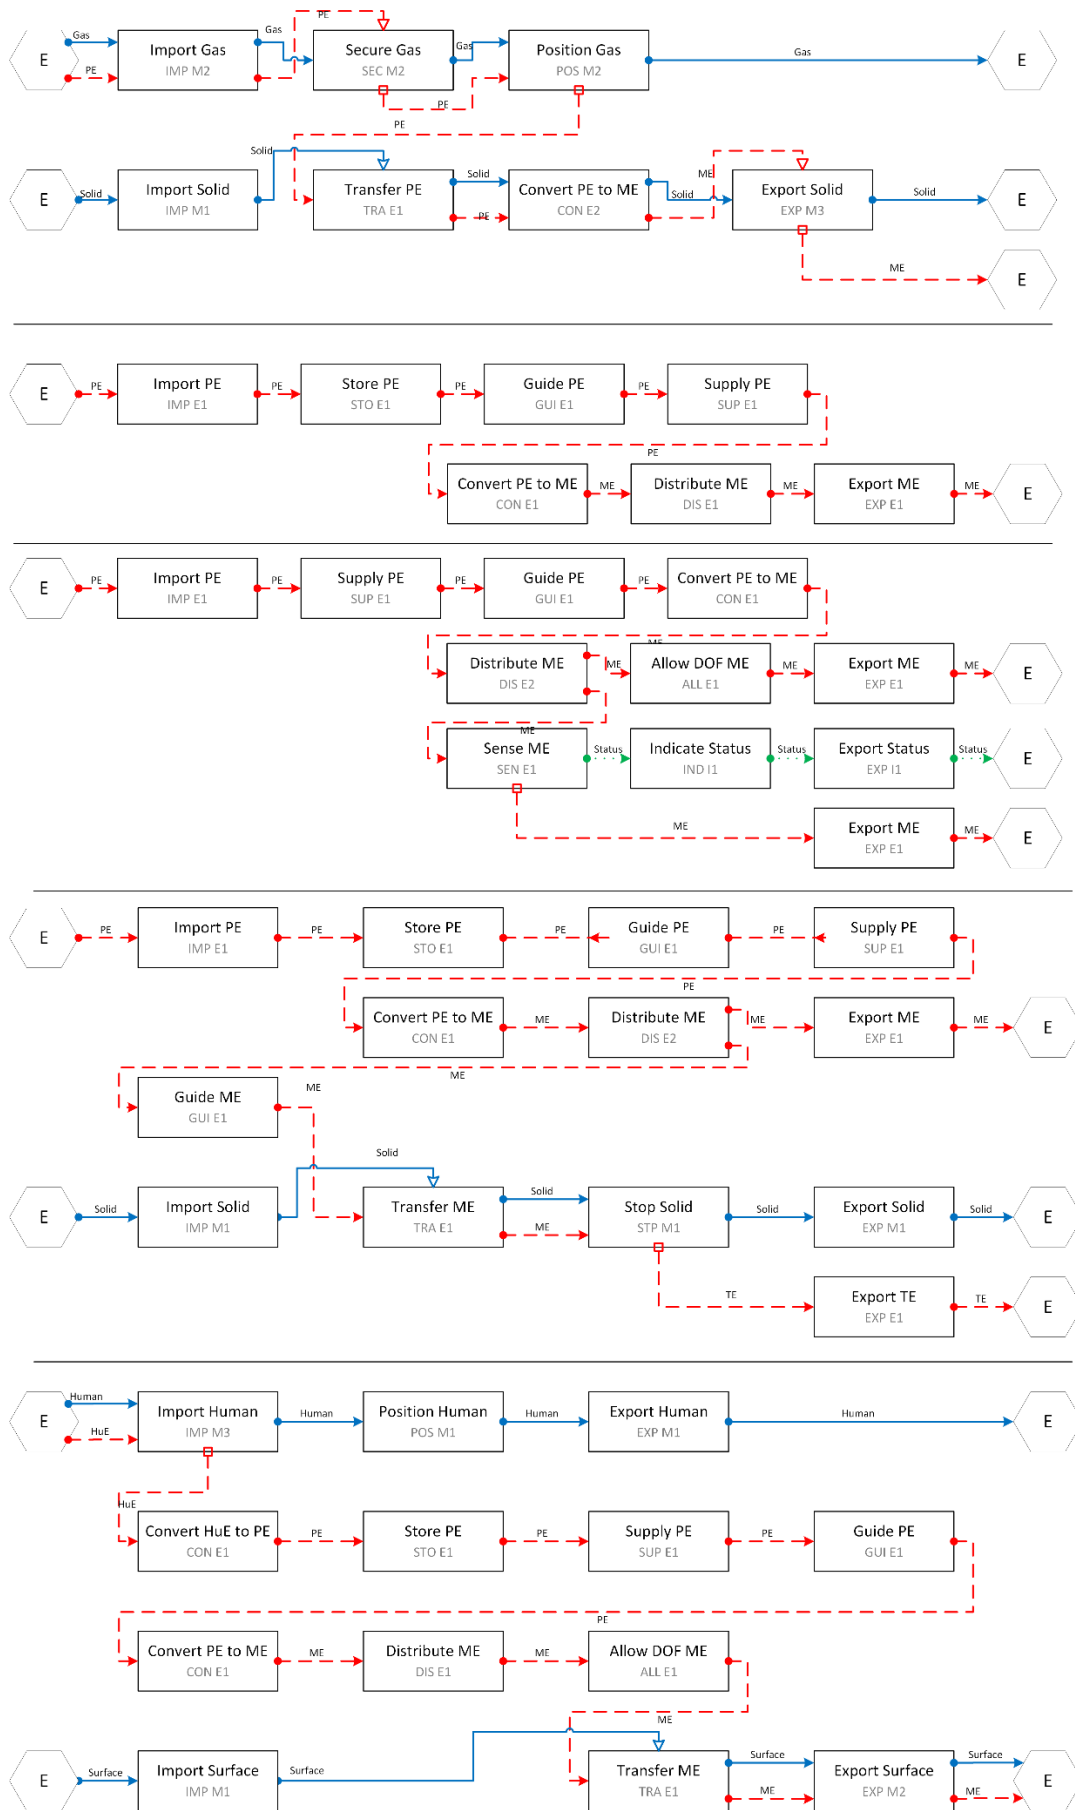 Gas
Gas
PE
E
Import Gas
IMP M2
Secure Gas
SEC M2
Gas
Position Gas
POS M2
Gas
E
PE
PE
PE
Solid
E
Solid
Import Solid
IMP M1
Transfer PE
TRA E1
Solid
PE
Convert PE to ME
CON E2
Solid
ME
Export Solid
EXP M3
Solid
E
ME
E
E
PE
Import PE
IMP E1
PE
Store PE
STO E1
PE
Guide PE
GUI E1
PE
Supply PE
SUP E1
PE
Convert PE to ME
CON E1
ME
Distribute ME
DIS E1
ME
Export ME
EXP E1
ME
E
E
PE
Import PE
IMP E1
PE
Supply PE
SUP E1
PE
Guide PE
GUI E1
PE
Convert PE to ME
CON E1
ME
Distribute ME
DIS E2
ME
Allow DOF ME
ALL E1
ME
Export ME
EXP E1
ME
E
ME
Sense ME
SEN E1
Status
Indicate Status
IND I1
Status
Export Status
EXP I1
Status
E
ME
Export ME
EXP E1
ME
E
E
PE
Import PE
IMP E1
PE
Store PE
STO E1
PE
Guide PE
GUI E1
PE
Supply PE
SUP E1
PE
Convert PE to ME
CON E1
ME
Distribute ME
DIS E2
ME
Export ME
EXP E1
ME
E
ME
Guide ME
GUI E1
ME
Solid
E
Solid
Import Solid
IMP M1
Transfer ME
TRA E1
Solid
ME
Stop Solid
STP M1
Solid
Export Solid
EXP M1
Solid
E
TE
Export TE
EXP E1
TE
E
Human
E
HuE
Import Human
IMP M3
Human
Position Human
POS M1
Human
Export Human
EXP M1
Human
E
HuE
Convert HuE to PE
CON E1
PE
Store PE
STO E1
PE
Supply PE
SUP E1
PE
Guide PE
GUI E1
PE
Convert PE to ME
CON E1
ME
Distribute ME
DIS E1
ME
Allow DOF ME
ALL E1
ME
E
Surface
Import Surface
IMP M1
Surface
Transfer ME
TRA E1
Surface
ME
Export Surface
EXP M2
Surface
ME
E